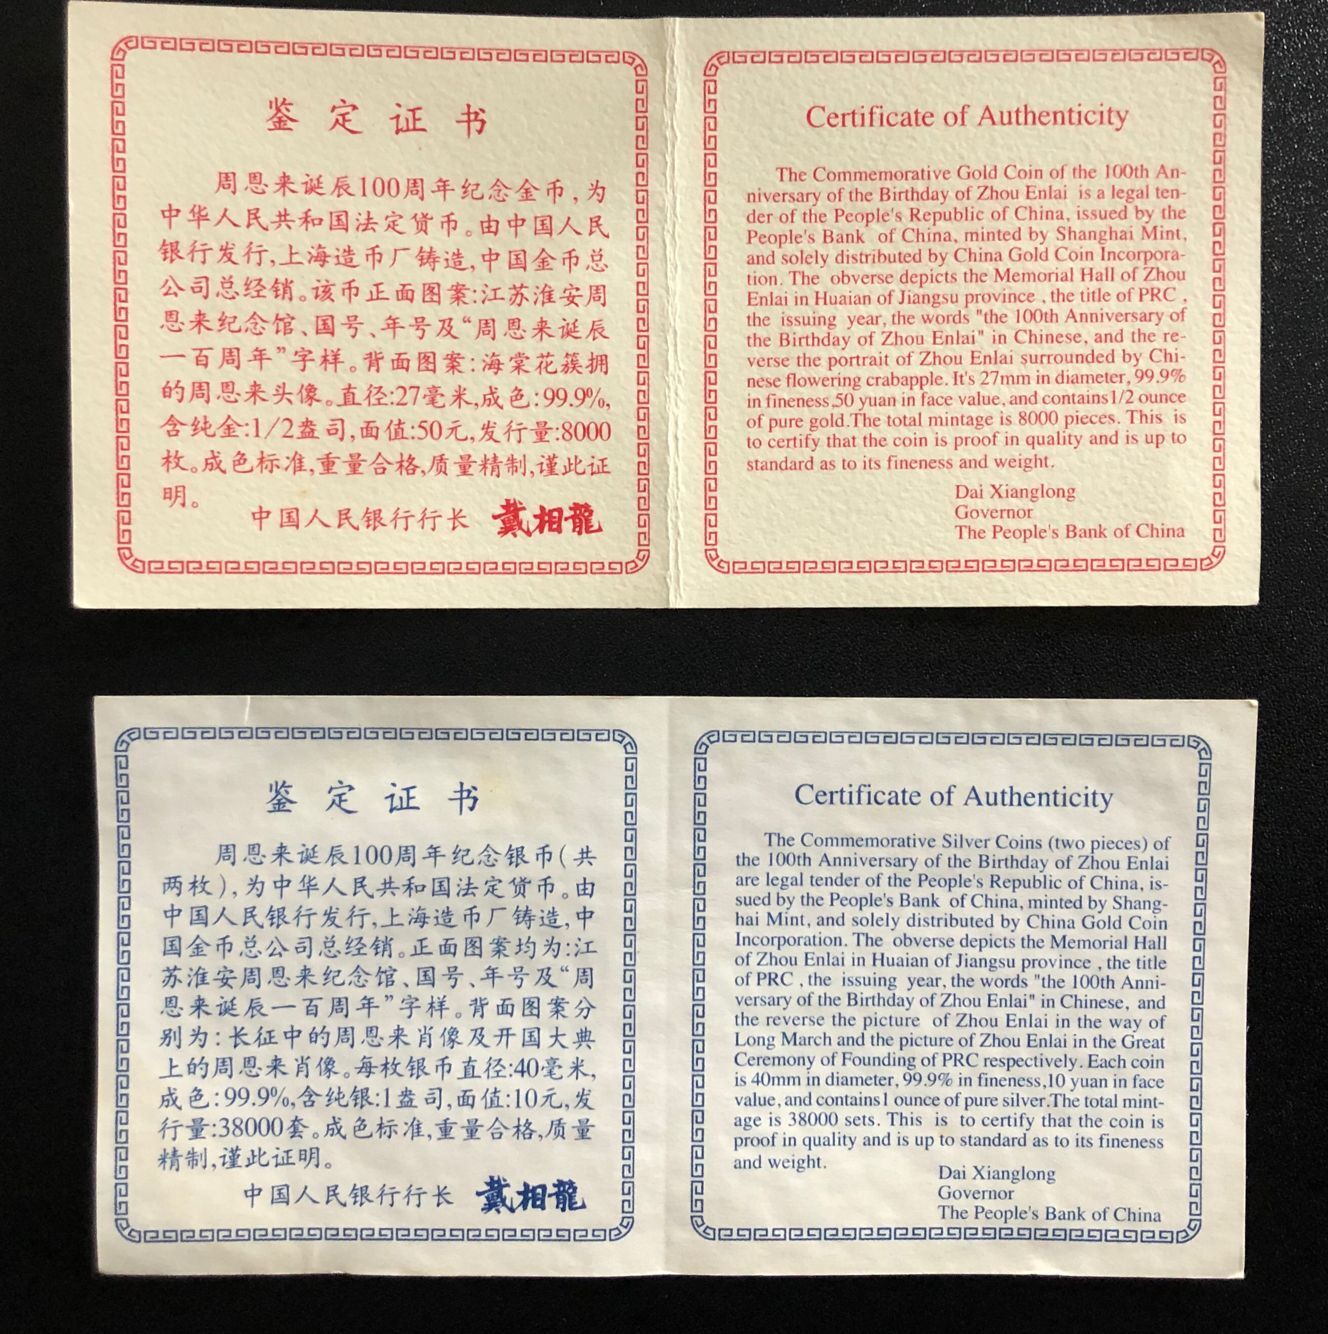 鉴定证书
周恩来诞辰100周年纪念金币,为
中华人民共和国法定货币。由中国人民
银行发行,上海造币厂铸造,中国金币总
公司总经销。该币正面图案:江苏淮安周
恩来纪念馆、国号、年号及“周恩来诞辰
一百周年”字样。背面图案:海棠花簇拥
的周恩来头像。直径:27毫米,成色:99.9%,
含纯金:1/2盎司,面值:50元,发行量:8000
枚。成色标准,重量合格,质量精制,谨此证
明。
中国人民银行行长 戴相龍
Certificate of Authenticity
The Commemorative Gold Coin of the 100th An-
niversary of the Birthday of Zhou Enlai is a legal ten-
der of the People's Republic of China, issued by the
People's Bank of China, minted by Shanghai Mint,
and solely distributed by China Gold Coin Incorpora-
tion. The obverse depicts the Memorial Hall of Zhou
Enlai in Huaian of Jiangsu province , the title of PRC ,
the issuing year, the words "the 100th Anniversary of
the Birthday of Zhou Enlai" in Chinese, and the re-
verse the portrait of Zhou Enlai surrounded by Chi-
nese flowering crabapple. It's 27mm in diameter, 99.9%
in fineness,50 yuan in face value, and contains1/2 ounce
of pure gold.The total mintage is 8000 pieces. This is
to certify that the coin is proof in quality and is up to
standard as to its fineness and weight.
Dai Xianglong
Governor
The People's Bank of China
鉴定证书
周恩来诞辰100周年纪念银币(共
两枚),为中华人民共和国法定货币。由
中国人民银行发行,上海造币厂铸造,中
国金币总公司总经销。正面图案均为:江
苏淮安周恩来纪念馆、国号、年号及“周
恩来诞辰一百周年”字样。背面图案分
别为:长征中的周恩来肖像及开国大典
上的周恩来肖像。每枚银币直径:40毫米,
成色:99.9%,含纯银:1盎司,面值:10元,发
行量:38000套。成色标准,重量合格,质量
精制,谨此证明。
中国人民银行行长 戴相龍
Certificate of Authenticity
The Commemorative Silver Coins (two pieces) of
the 100th Anniversary of the Birthday of Zhou Enlai
are legal tender of the People's Republic of China, is-
sued by the People's Bank of China, minted by Shang-
hai Mint, and solely distributed by China Gold Coin
Incorporation. The obverse depicts the Memorial Hall
of Zhou Enlai in Huaian of Jiangsu province , the title
of PRC , the issuing year, the words "the 100th Anni-
versary of the Birthday of Zhou Enlai" in Chinese, and
the reverse the picture of Zhou Enlai in the way of
Long March and the picture of Zhou Enlai in the Great
Ceremony of Founding of PRC respectively. Each coin
is 40mm in diameter, 99.9% in fineness,10 yuan in face
value, and contains1 ounce of pure silver.The total mint-
age is 38000 sets. This is to certify that the coin is
proof in quality and is up to standard as to its fineness
and weight.
Dai Xianglong
Governor
The People's Bank of China